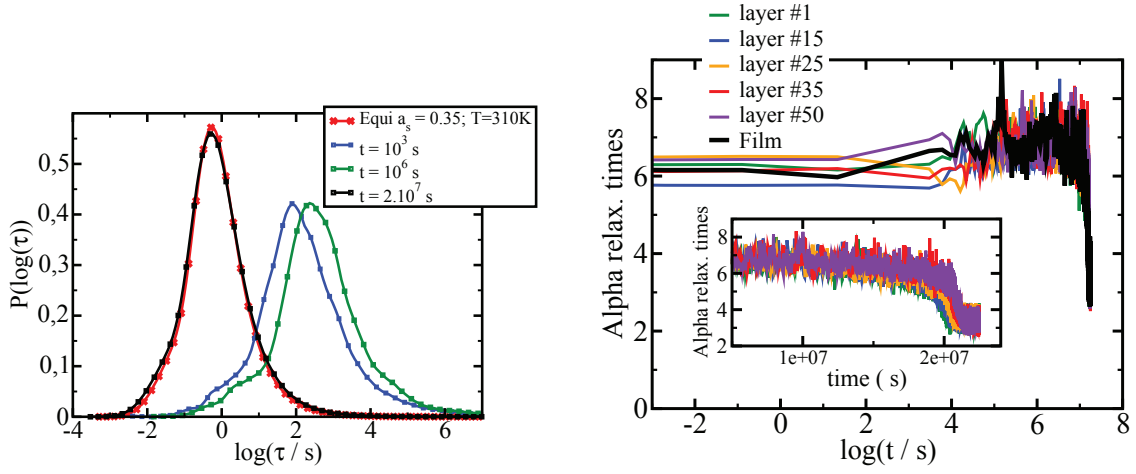 Equi a_s = 0.35; T=310K
t = 10^3 s
t = 10^6 s
t = 2.10^7 s
P(log(τ))
0,5
0,4
0,3
0,2
0,1
0
-4 -2 0 2 4 6
log(τ / s)
layer #1
layer #15
layer #25
layer #35
layer #50
Film
Alpha relax. times
8
6
4
2
0
-2 0 2 4 6 8
log(t / s)
Alpha relax times
8
6
4
2
1e+07 2e+07
time ( s)